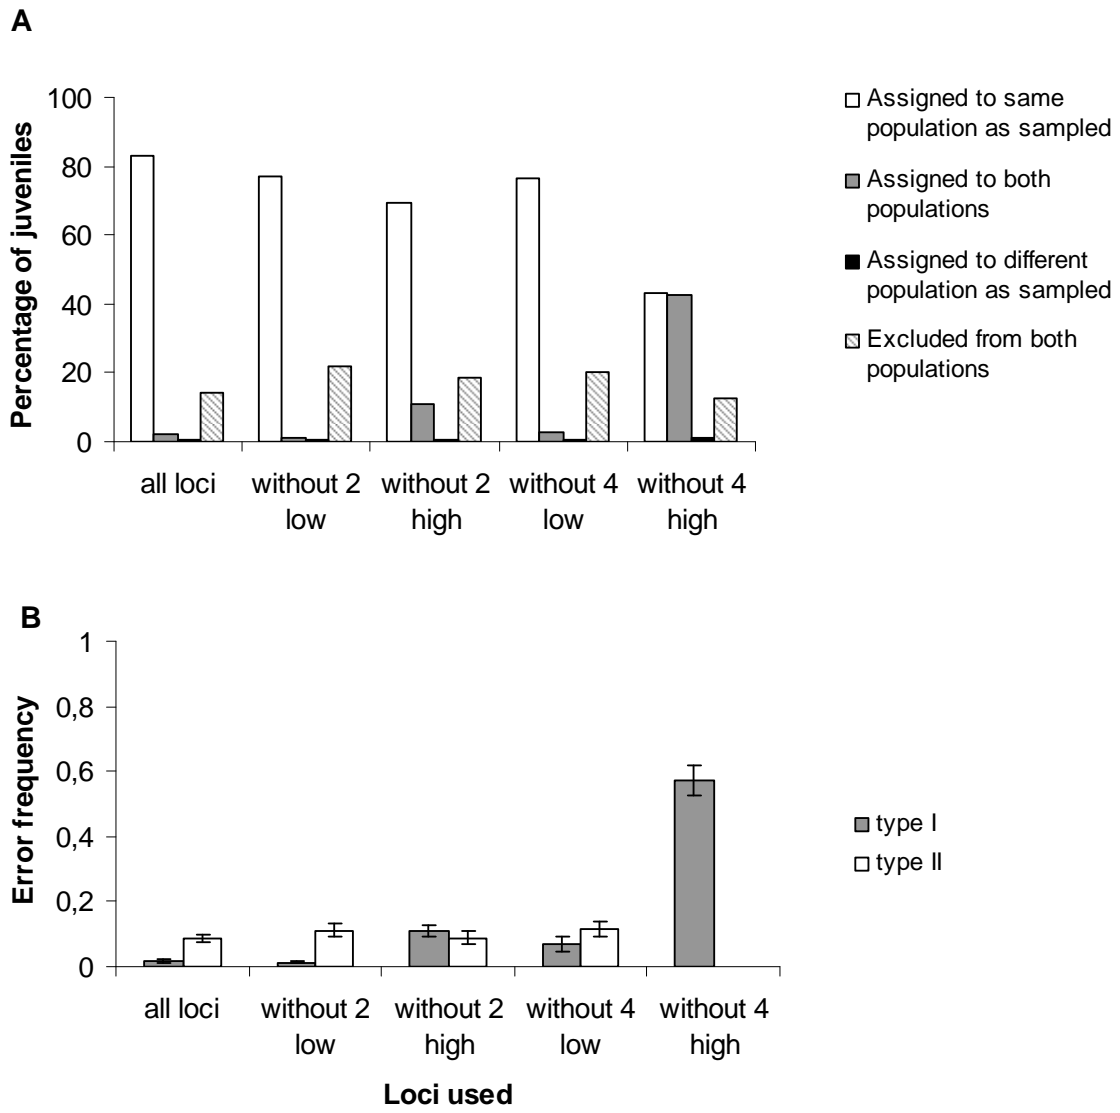 A
Percentage of juveniles
100
80
60
40
20
0
all loci
without 2
low
without 2
high
without 4
low
without 4
high
Assigned to same
population as sampled
Assigned to both
populations
Assigned to different
population as sampled
Excluded from both
populations
B
Error frequency
1
0,8
0,6
0,4
0,2
0
all loci
without 2
low
without 2
high
without 4
low
without 4
high
Loci used
type I
type II